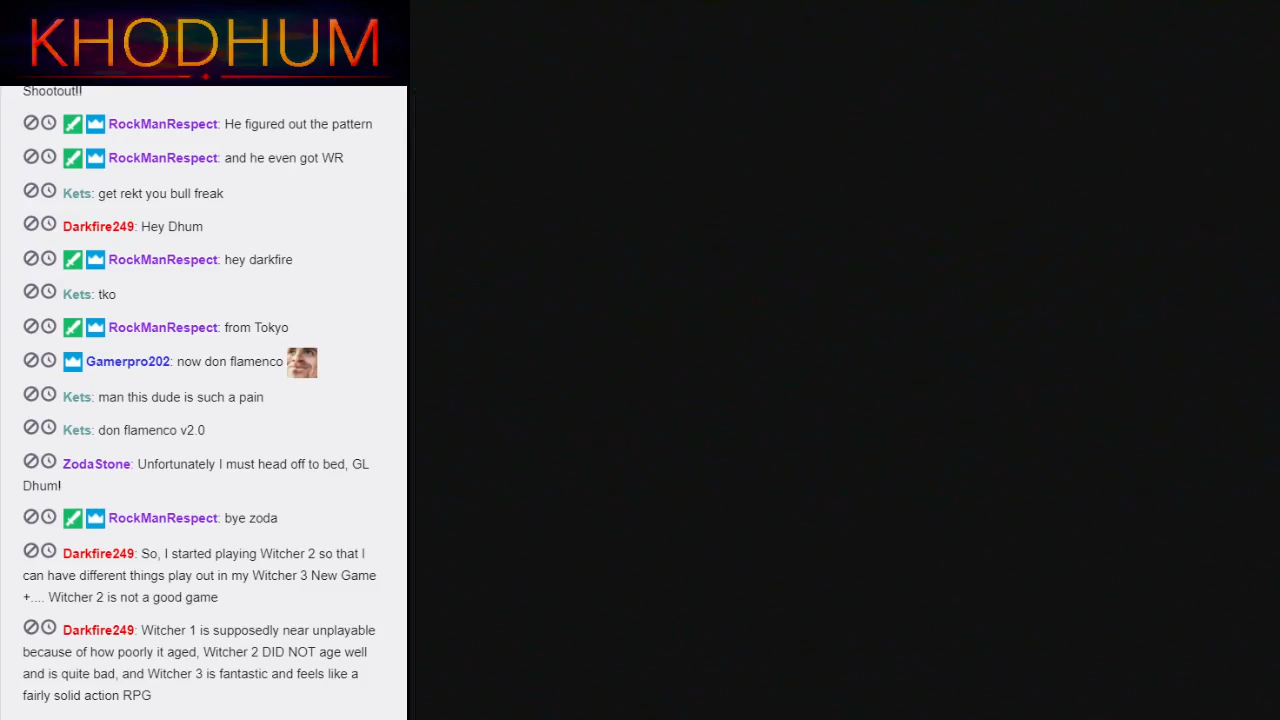 KHODHUM
Shootout!!
RockManRespect: He figured out the pattern
RockManRespect: and he even got WR
Kets: get rekt you bull freak
Darkfire249: Hey Dhum
RockManRespect: hey darkfire
Kets: tko
RockManRespect: from Tokyo
Gamerpro202: now don flamenco
Kets: man this dude is such a pain
Kets: don flamenco v2.0
ZodaStone: Unfortunately I must head off to bed, GL
Dhum!
RockManRespect: bye zoda
Darkfire249: So, I started playing Witcher 2 so that I
can have different things play out in my Witcher 3 New Game
+.... Witcher 2 is not a good game
Darkfire249: Witcher 1 is supposedly near unplayable
because of how poorly it aged, Witcher 2 DID NOT age well
and is quite bad, and Witcher 3 is fantastic and feels like a
fairly solid action RPG